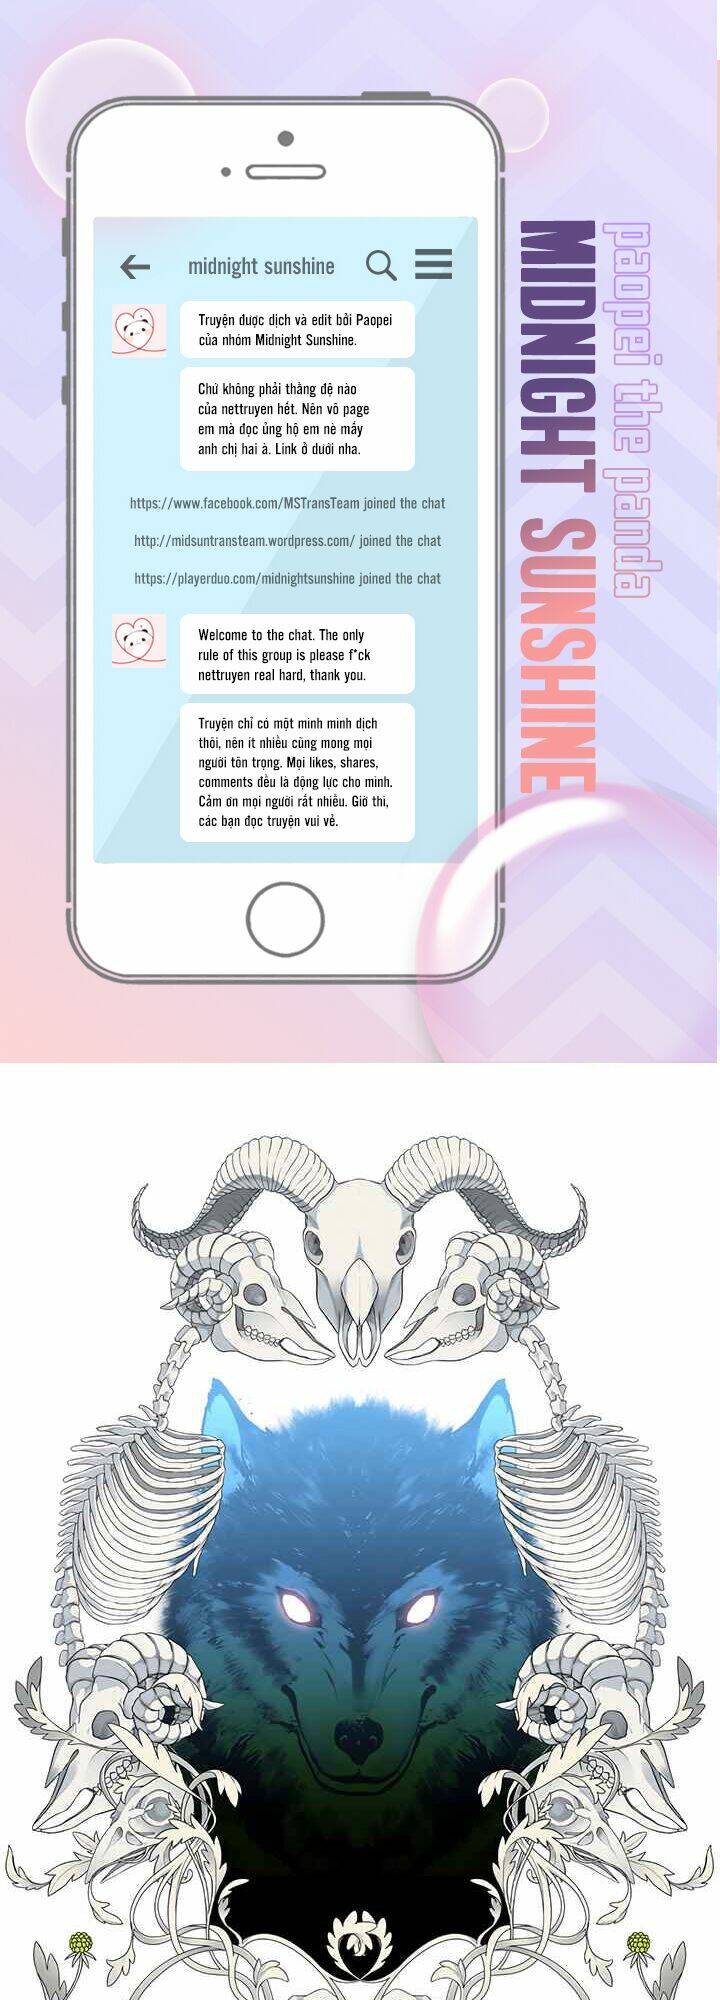 midnight sunshine
Truyện được dịch và edit bởi Paopei
của nhóm Midnight Sunshine.
Chứ không phải thằng đệ nào
của nettruyen hết. Nên vô page
em mà đọc ủng hộ em nè mấy
anh chị hai à. Link ở dưới nha.
https://www.facebook.com/MSTransTeam joined the chat
http://midsuntransteam.wordpress.com/ joined the chat
https://playerduo.com/midnightsunshine joined the chat
Welcome to the chat. The only
rule of this group is please f*ck
nettruyen real hard, thank you.
Truyện chỉ có một mình mình dịch
thôi, nên ít nhiều cũng mong mọi
người tôn trọng. Mọi likes, shares,
comments đều là động lực cho mình.
Cảm ơn mọi người rất nhiều. Giờ thì,
các bạn đọc truyện vui vẻ.
paopei the panda
MIDNIGHT SUNSHINE